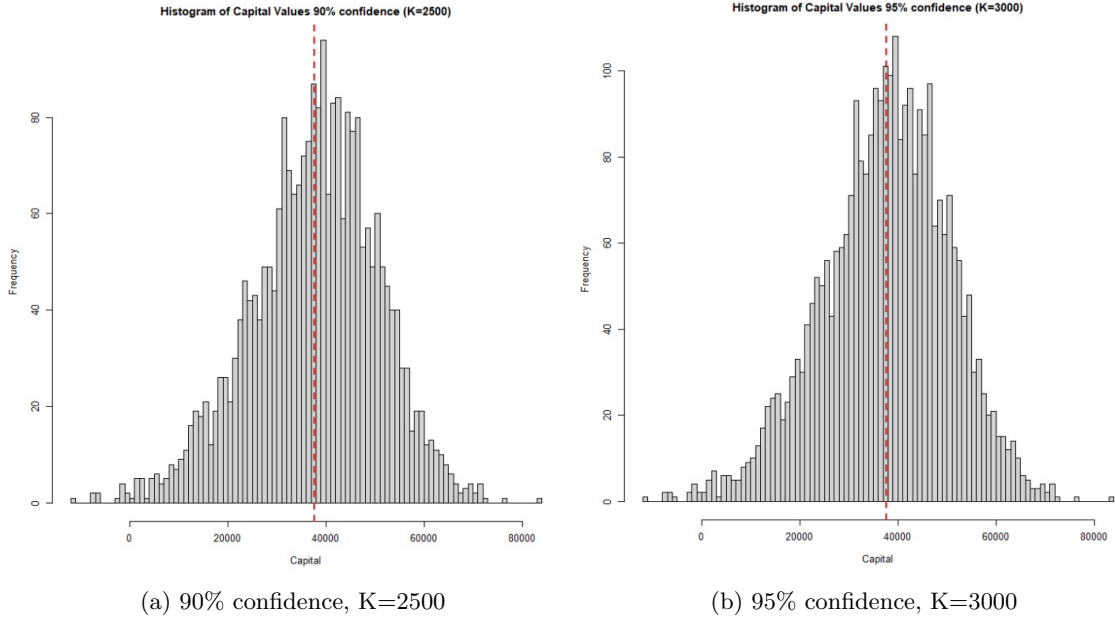 Histogram of Capital Values 90% confidence (K=2500)
Frequency
80
60
40
20
0
0 20000 40000 60000 80000
Capital
(a) 90% confidence, K=2500
Histogram of Capital Values 95% confidence (K=3000)
Frequency
100
80
60
40
20
0
0 20000 40000 60000 80000
Capital
(b) 95% confidence, K=3000